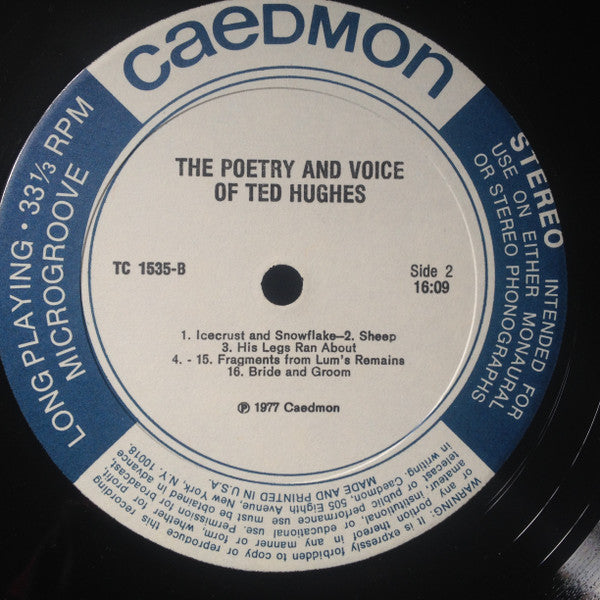 caeDmon
THE POETRY AND VOICE
OF TED HUGHES
TC 1535-B
Side 2
16:09
1. Icecrust and Snowflake—2. Sheep
3. His Legs Ran About
4. - 15. Fragments from Lum's Remains
16. Bride and Groom
℗ 1977 Caedmon
LONG PLAYING • 33 1/3 RPM
MICROGROOVE
STEREO INTENDED FOR
USE ON EITHER MONAURAL
OR STEREO PHONOGRAPHS
WARNING: It is expressly forbidden to copy or reproduce this recording
or any portion thereof in any manner or form, whether for profit,
amateur, institutional, or educational use. Permission for broadcast,
telecast or public performance use must be obtained in advance,
in writing, from Caedmon, 505 Eighth Avenue, New York, N.Y. 10018.
MADE AND PRINTED IN U.S.A.